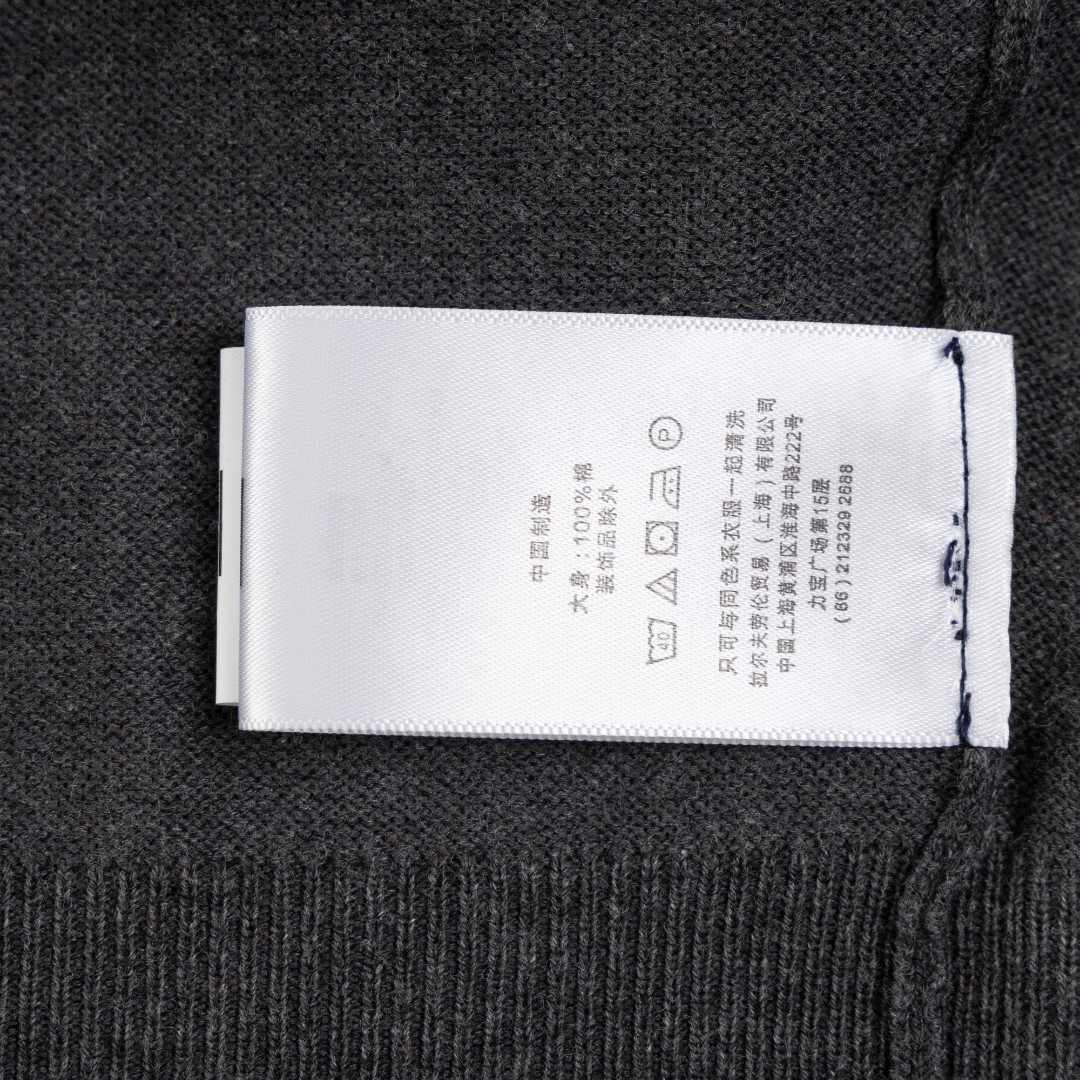 中国制造
大身：100%棉
装饰品除外
40
P
只可与同色系衣服一起清洗
拉尔夫劳伦贸易（上海）有限公司
中国上海黄浦区淮海中路222号
力宝广场第15层
(86) 212329 2688